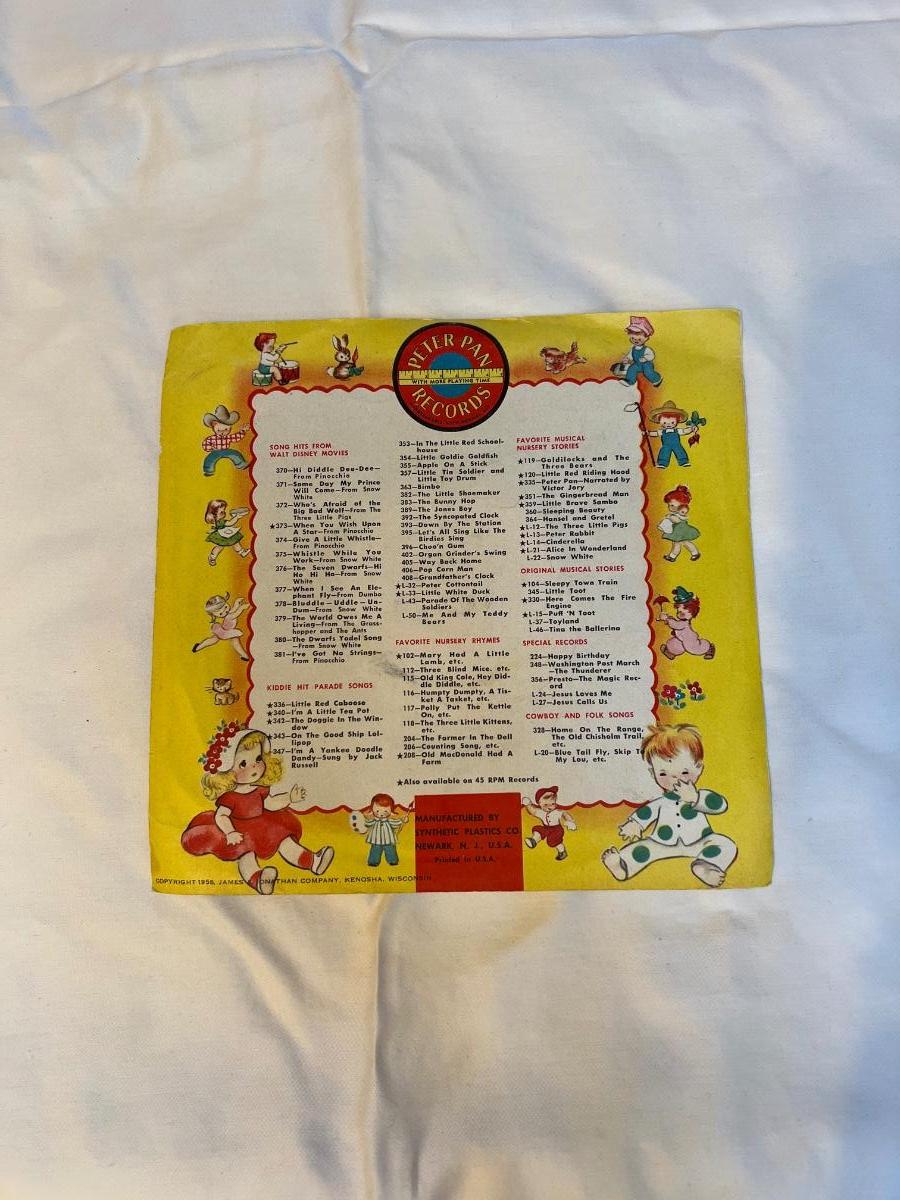 PETER PAN
WITH MORE PLAYING TIME
RECORDS
SONG HITS FROM
WALT DISNEY MOVIES
370—Hi Diddle Dee-Dee—
From Pinocchio
371—Some Day My Prince
Will Come—From Snow
White
372—Who's Afraid of the
Big Bad Wolf—From The
Three Little Pigs
★373—When You Wish Upon
A Star—From Pinocchio
374—Give A Little Whistle—
From Pinocchio
375—Whistle While You
Work—From Snow White
376—The Seven Dwarfs—Hi
Ho Hi Ho—From Snow
White
377—When I See An Ele-
phant Fly—From Dumbo
378—Bluddle-Uddle-Un-
Dum—From Snow White
379—The World Owes Me A
Living—From The Grass-
hopper and The Ants
380—The Dwarfs Yodel Song
—From Snow White
381—I've Got No Strings—
From Pinocchio
KIDDIE HIT PARADE SONGS
★336—Little Red Caboose
★340—I'm A Little Tea Pot
★342—The Doggie In The Win-
dow
★343—On The Good Ship Lol-
lipop
347—I'm A Yankee Doodle
Dandy—Sung by Jack
Russell
353—In The Little Red School-
house
354—Little Goldie Goldfish
355—Apple On A Stick
357—Little Tin Soldier and
Little Toy Drum
363—Bimbo
382—The Little Shoemaker
383—The Bunny Hop
389—The Jones Boy
392—The Syncopated Clock
393—Down By The Station
395—Let's All Sing Like The
Birdies Sing
396—Choo'n Gum
402—Organ Grinder's Swing
405—Way Back Home
406—Pop Corn Man
408—Grandfather's Clock
★L-32—Peter Cottontail
★L-33—Little White Duck
L-43—Parade Of The Wooden
Soldiers
L-50—Me And My Teddy
Bears
FAVORITE NURSERY RHYMES
★102—Mary Had A Little
Lamb, etc.
112—Three Blind Mice, etc.
115—Old King Cole, Hey Did-
dle Diddle, etc.
116—Humpty Dumpty, A Tis-
ket A Tasket, etc.
117—Polly Put The Kettle
On, etc.
118—The Three Little Kittens,
etc.
204—The Farmer In The Dell
206—Counting Song, etc.
★208—Old MacDonald Had A
Farm
★Also available on 45 RPM Records
FAVORITE MUSICAL
NURSERY STORIES
★119—Goldilocks and The
Three Bears
★120—Little Red Riding Hood
★335—Peter Pan—Narrated by
Victor Jory
★351—The Gingerbread Man
★359—Little Brave Sambo
360—Sleeping Beauty
364—Hansel and Gretel
★L-12—The Three Little Pigs
★L-13—Peter Rabbit
★L-14—Cinderella
★L-21—Alice In Wonderland
L-22—Snow White
ORIGINAL MUSICAL STORIES
★104—Sleepy Town Train
345—Little Toot
★330—Here Comes The Fire
Engine
★L-15—Puff 'N Toot
L-37—Toyland
L-46—Tina the Ballerina
SPECIAL RECORDS
224—Happy Birthday
348—Washington Post March
—The Thunderer
356—Presto—The Magic Rec-
ord
L-24—Jesus Loves Me
L-27—Jesus Calls Us
COWBOY AND FOLK SONGS
328—Home On The Range,
The Old Chisholm Trail,
etc.
L-20—Blue Tail Fly, Skip To
My Lou, etc.
MANUFACTURED BY
SYNTHETIC PLASTICS CO.
NEWARK, N. J., U.S.A.
Printed in U.S.A.
COPYRIGHT 1956, JAMES & JONATHAN COMPANY, KENOSHA, WISCONSIN